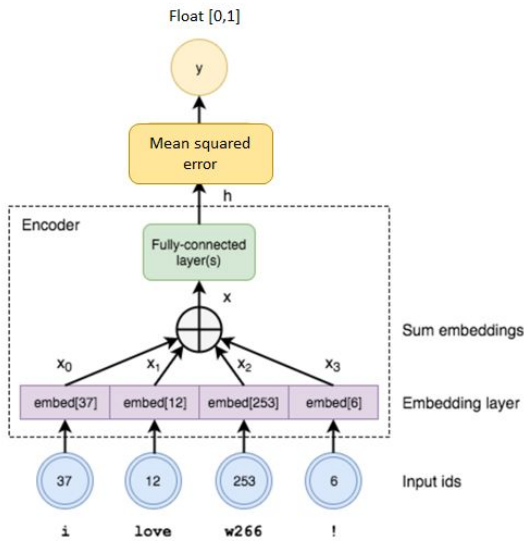 Float [0,1]
y
Mean squared
error
h
Encoder
Fully-connected
layer(s)
x
Sum embeddings
x0 x1 x2 x3
embed[37] embed[12] embed[253] embed[6] Embedding layer
37 12 253 6 Input ids
i love w266 !